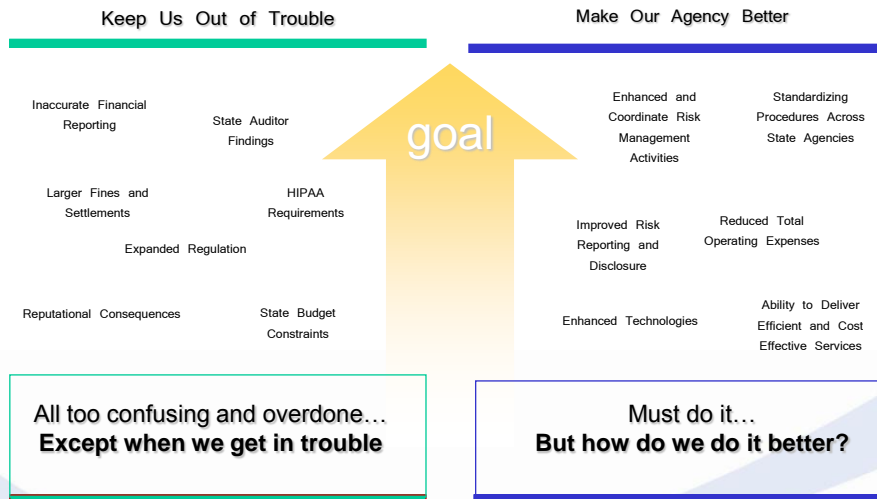 Keep Us Out of Trouble
Inaccurate Financial
Reporting
State Auditor
Findings
Larger Fines and
Settlements
HIPAA
Requirements
Expanded Regulation
Reputational Consequences
State Budget
Constraints
All too confusing and overdone…
Except when we get in trouble
goal
Make Our Agency Better
Enhanced and
Coordinate Risk
Management
Activities
Standardizing
Procedures Across
State Agencies
Improved Risk
Reporting and
Disclosure
Reduced Total
Operating Expenses
Enhanced Technologies
Ability to Deliver
Efficient and Cost
Effective Services
Must do it…
But how do we do it better?